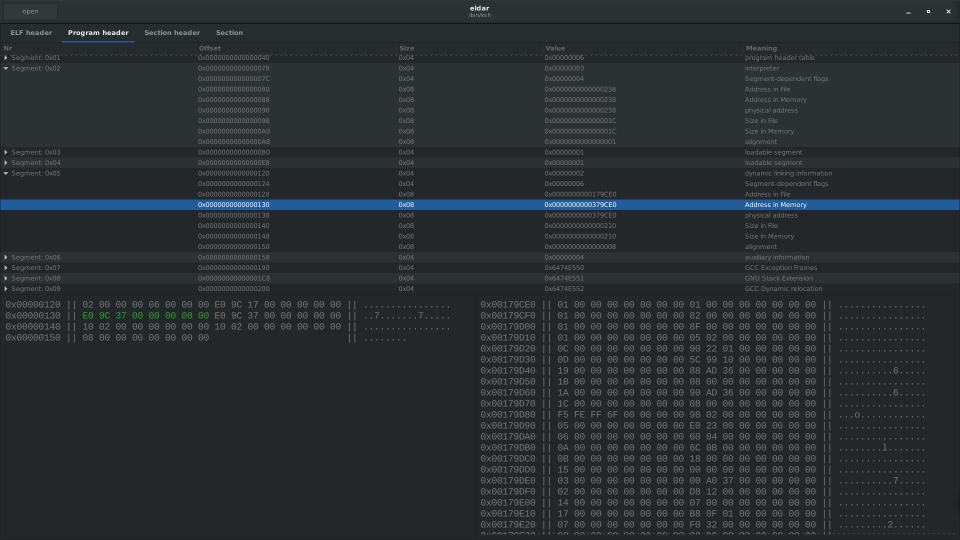 open
eldar
/bin/ksh
ELF header Program header Section header Section
Nr Offset Size Value Meaning
Segment: 0x01 0x0000000000000040 0x04 0x00000006 program header table
Segment: 0x02 0x0000000000000078 0x04 0x00000003 interpreter
0x000000000000007C 0x04 0x00000004 Segment-dependent flags
0x0000000000000080 0x08 0x0000000000000238 Address in File
0x0000000000000088 0x08 0x0000000000000238 Address in Memory
0x0000000000000090 0x08 0x0000000000000238 physical address
0x0000000000000098 0x08 0x000000000000001C Size in File
0x00000000000000A0 0x08 0x000000000000001C Size in Memory
0x00000000000000A8 0x08 0x0000000000000001 alignment
Segment: 0x03 0x00000000000000B0 0x04 0x00000001 loadable segment
Segment: 0x04 0x00000000000000E8 0x04 0x00000001 loadable segment
Segment: 0x05 0x0000000000000120 0x04 0x00000002 dynamic linking information
0x0000000000000124 0x04 0x00000006 Segment-dependent flags
0x0000000000000128 0x08 0x0000000000179CE0 Address in File
0x0000000000000130 0x08 0x0000000000379CE0 Address in Memory
0x0000000000000138 0x08 0x0000000000379CE0 physical address
0x0000000000000140 0x08 0x0000000000000210 Size in File
0x0000000000000148 0x08 0x0000000000000210 Size in Memory
0x0000000000000150 0x08 0x0000000000000008 alignment
Segment: 0x06 0x0000000000000158 0x04 0x00000004 auxiliary information
Segment: 0x07 0x0000000000000190 0x04 0x6474E550 GCC Exception Frames
Segment: 0x08 0x00000000000001C8 0x04 0x6474E551 GNU Stack Extension
Segment: 0x09 0x0000000000000200 0x04 0x6474E552 GCC Dynamic relocation
0x00000120 || 02 00 00 00 06 00 00 00 E0 9C 17 00 00 00 00 00 || ................
0x00000130 || E0 9C 37 00 00 00 00 00 E0 9C 37 00 00 00 00 00 || ..7.......7.....
0x00000140 || 10 02 00 00 00 00 00 00 10 02 00 00 00 00 00 00 || ................
0x00000150 || 08 00 00 00 00 00 00 00 || ........
0x00179CE0 || 01 00 00 00 00 00 00 00 01 00 00 00 00 00 00 00 || ................
0x00179CF0 || 01 00 00 00 00 00 00 00 82 00 00 00 00 00 00 00 || ................
0x00179D00 || 01 00 00 00 00 00 00 00 8F 00 00 00 00 00 00 00 || ................
0x00179D10 || 01 00 00 00 00 00 00 00 05 02 00 00 00 00 00 00 || ................
0x00179D20 || 0C 00 00 00 00 00 00 00 90 22 01 00 00 00 00 00 || ................
0x00179D30 || 0D 00 00 00 00 00 00 00 5C 99 10 00 00 00 00 00 || ................
0x00179D40 || 19 00 00 00 00 00 00 00 88 AD 36 00 00 00 00 00 || ..........6.....
0x00179D50 || 1B 00 00 00 00 00 00 00 08 00 00 00 00 00 00 00 || ................
0x00179D60 || 1A 00 00 00 00 00 00 00 90 AD 36 00 00 00 00 00 || ..........6.....
0x00179D70 || 1C 00 00 00 00 00 00 00 08 00 00 00 00 00 00 00 || ................
0x00179D80 || F5 FE FF 6F 00 00 00 00 98 02 00 00 00 00 00 00 || ...o............
0x00179D90 || 05 00 00 00 00 00 00 00 E0 23 00 00 00 00 00 00 || ................
0x00179DA0 || 06 00 00 00 00 00 00 00 60 04 00 00 00 00 00 00 || ................
0x00179DB0 || 0A 00 00 00 00 00 00 00 6C 0B 00 00 00 00 00 00 || ........l.......
0x00179DC0 || 0B 00 00 00 00 00 00 00 18 00 00 00 00 00 00 00 || ................
0x00179DD0 || 15 00 00 00 00 00 00 00 00 00 00 00 00 00 00 00 || ................
0x00179DE0 || 03 00 00 00 00 00 00 00 00 A0 37 00 00 00 00 00 || ..........7.....
0x00179DF0 || 02 00 00 00 00 00 00 00 D8 12 00 00 00 00 00 00 || ................
0x00179E00 || 14 00 00 00 00 00 00 00 07 00 00 00 00 00 00 00 || ................
0x00179E10 || 17 00 00 00 00 00 00 00 B8 0F 01 00 00 00 00 00 || ................
0x00179E20 || 07 00 00 00 00 00 00 00 F0 32 00 00 00 00 00 00 || .........2......